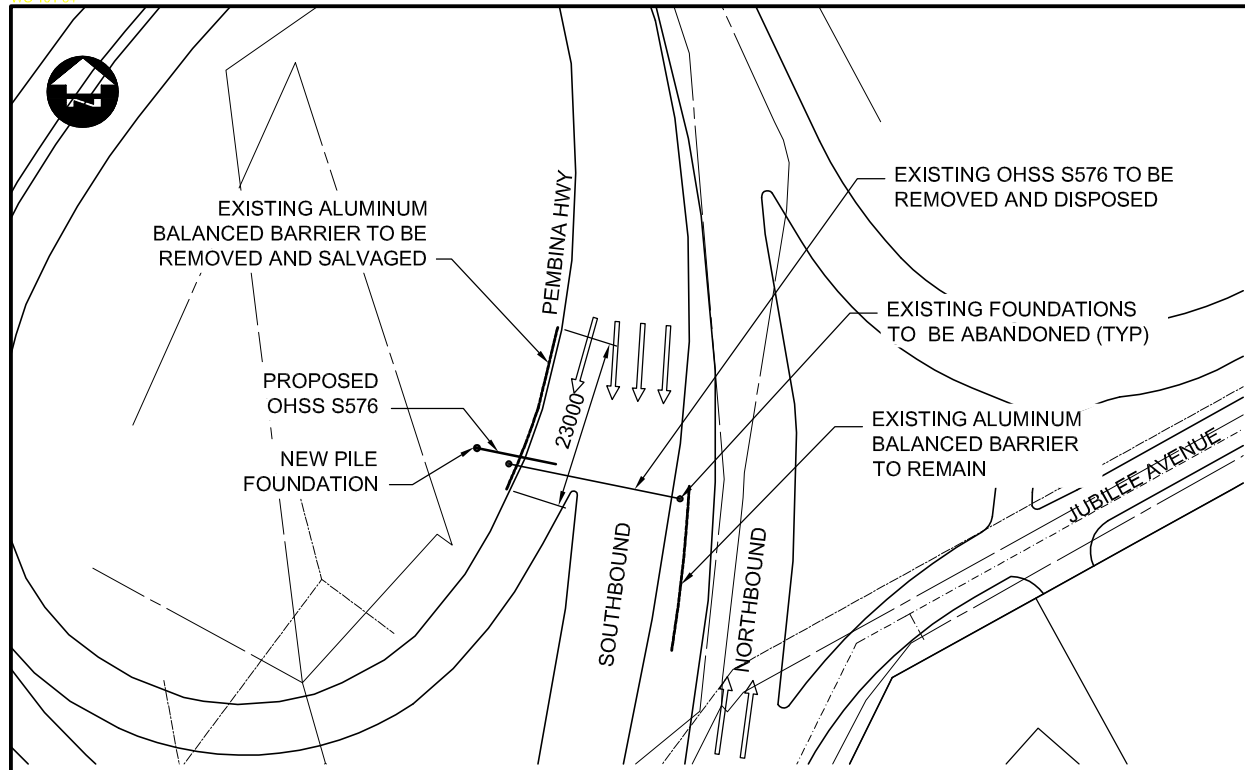 EXISTING ALUMINUM
BALANCED BARRIER TO BE
REMOVED AND SALVAGED
PEMBINA HWY
EXISTING OHSS S576 TO BE
REMOVED AND DISPOSED
EXISTING FOUNDATIONS
TO BE ABANDONED (TYP)
PROPOSED
OHSS S576
23000
EXISTING ALUMINUM
BALANCED BARRIER
TO REMAIN
NEW PILE
FOUNDATION
JUBILEE AVENUE
SOUTHBOUND
NORTHBOUND